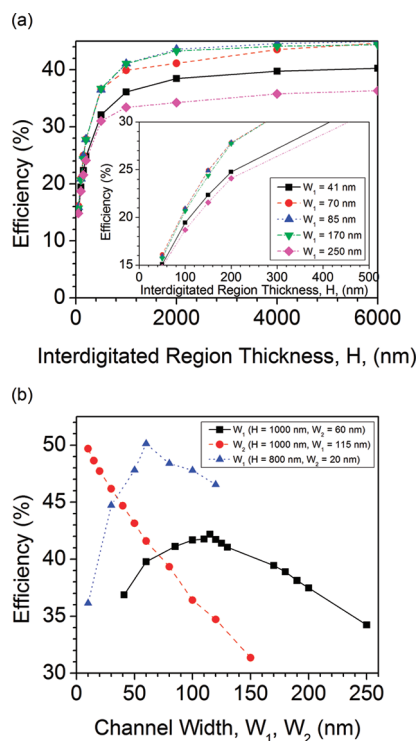 (a)
Efficiency (%)
40
30
20
10
0
0 2000 4000 6000
Interdigitated Region Thickness, H, (nm)
Efficiency (%)
30
25
20
15
0 100 200 300 400 500
Interdigitated Region Thickness, H, (nm)
W₁ = 41 nm
W₁ = 70 nm
W₁ = 85 nm
W₁ = 170 nm
W₁ = 250 nm
(b)
Efficiency (%)
50
45
40
35
30
0 50 100 150 200 250
Channel Width, W₁, W₂ (nm)
W₁ (H = 1000 nm, W₂ = 60 nm)
W₂ (H = 1000 nm, W₁ = 115 nm)
W₁ (H = 800 nm, W₂ = 20 nm)